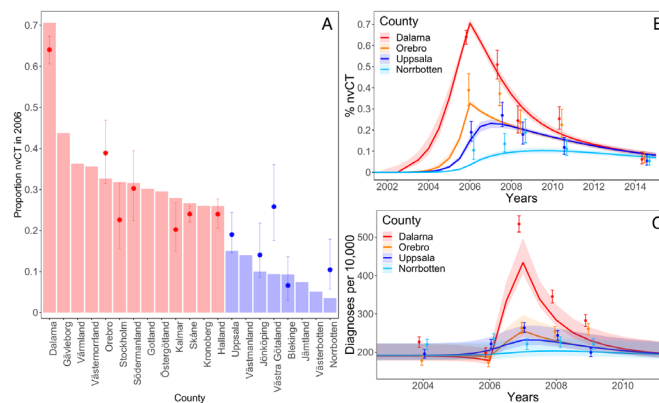 A
Proportion nvCT in 2006
0.7
0.6
0.5
0.4
0.3
0.2
0.1
0
Dalarna
Gävleborg
Värmland
Västernorrland
Orebro
Stockholm
Södermanland
Gotland
Östergötland
Kalmar
Skåne
Kronoberg
Halland
Uppsala
Västmanland
Jönköping
Västra Götaland
Blekinge
Jämtland
Västerbotten
Norrbotten
County
B
% nvCT
0.7
0.6
0.5
0.4
0.3
0.2
0.1
0
County
Dalarna
Orebro
Uppsala
Norrbotten
2002
2004
2006
2008
2010
2012
2014
Years
C
Diagnoses per 10,000
500
400
300
200
County
Dalarna
Orebro
Uppsala
Norrbotten
2004
2006
2008
2010
Years